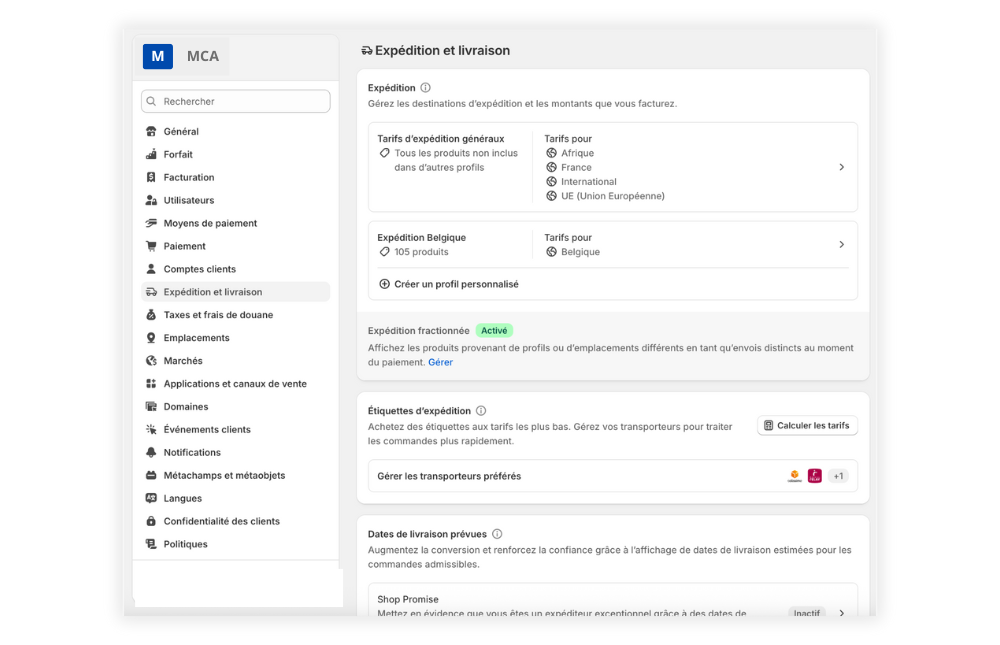 M MCA
Rechercher
Général
Forfait
Facturation
Utilisateurs
Moyens de paiement
Paiement
Comptes clients
Expédition et livraison
Taxes et frais de douane
Emplacements
Marchés
Applications et canaux de vente
Domaines
Événements clients
Notifications
Métachamps et métaobjets
Langues
Confidentialité des clients
Politiques
Expédition et livraison
Expédition
Gérez les destinations d'expédition et les montants que vous facturez.
Tarifs d'expédition généraux
Tous les produits non inclus
dans d'autres profils
Tarifs pour
Afrique
France
International
UE (Union Européenne)
Expédition Belgique
105 produits
Tarifs pour
Belgique
Créer un profil personnalisé
Expédition fractionnée Activé
Affichez les produits provenant de profils ou d'emplacements différents en tant qu'envois distincts au moment
du paiement. Gérer
Étiquettes d'expédition
Achetez des étiquettes aux tarifs les plus bas. Gérez vos transporteurs pour traiter
les commandes plus rapidement.
Calculer les tarifs
Gérer les transporteurs préférés
+1
Dates de livraison prévues
Augmentez la conversion et renforcez la confiance grâce à l'affichage de dates de livraison estimées pour les
commandes admissibles.
Shop Promise
Mettez en évidence que vous êtes un expéditeur exceptionnel grâce à des dates de
Inactif